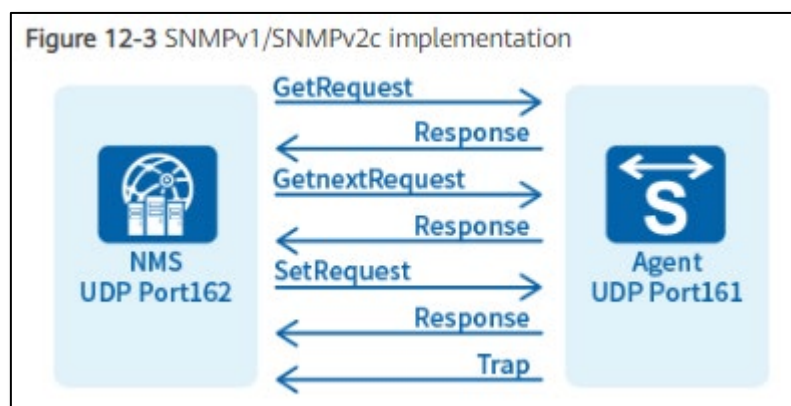 Figure 12-3 SNMPv1/SNMPv2c implementation
GetRequest
Response
GetnextRequest
Response
SetRequest
Response
Trap
NMS
UDP Port162
S
Agent
UDP Port161